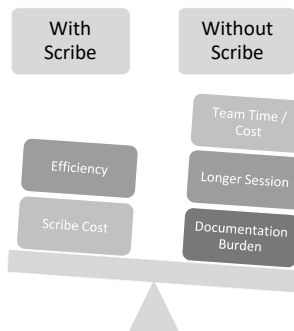 With
Scribe
Without
Scribe
Team Time /
Cost
Efficiency
Longer Session
Scribe Cost
Documentation
Burden